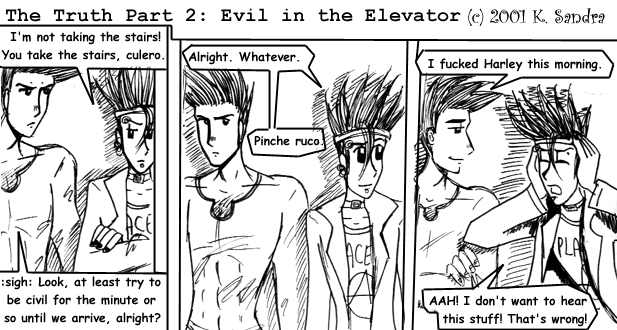 The Truth Part 2: Evil in the Elevator (c) 2001 K. Sandra
I'm not taking the stairs!
You take the stairs, culero.
:sigh: Look, at least try to
be civil for the minute or
so until we arrive, alright?
Alright. Whatever.
Pinche ruco.
I fucked Harley this morning.
AAH! I don't want to hear
this stuff! That's wrong!
ACE
ACE
PLA